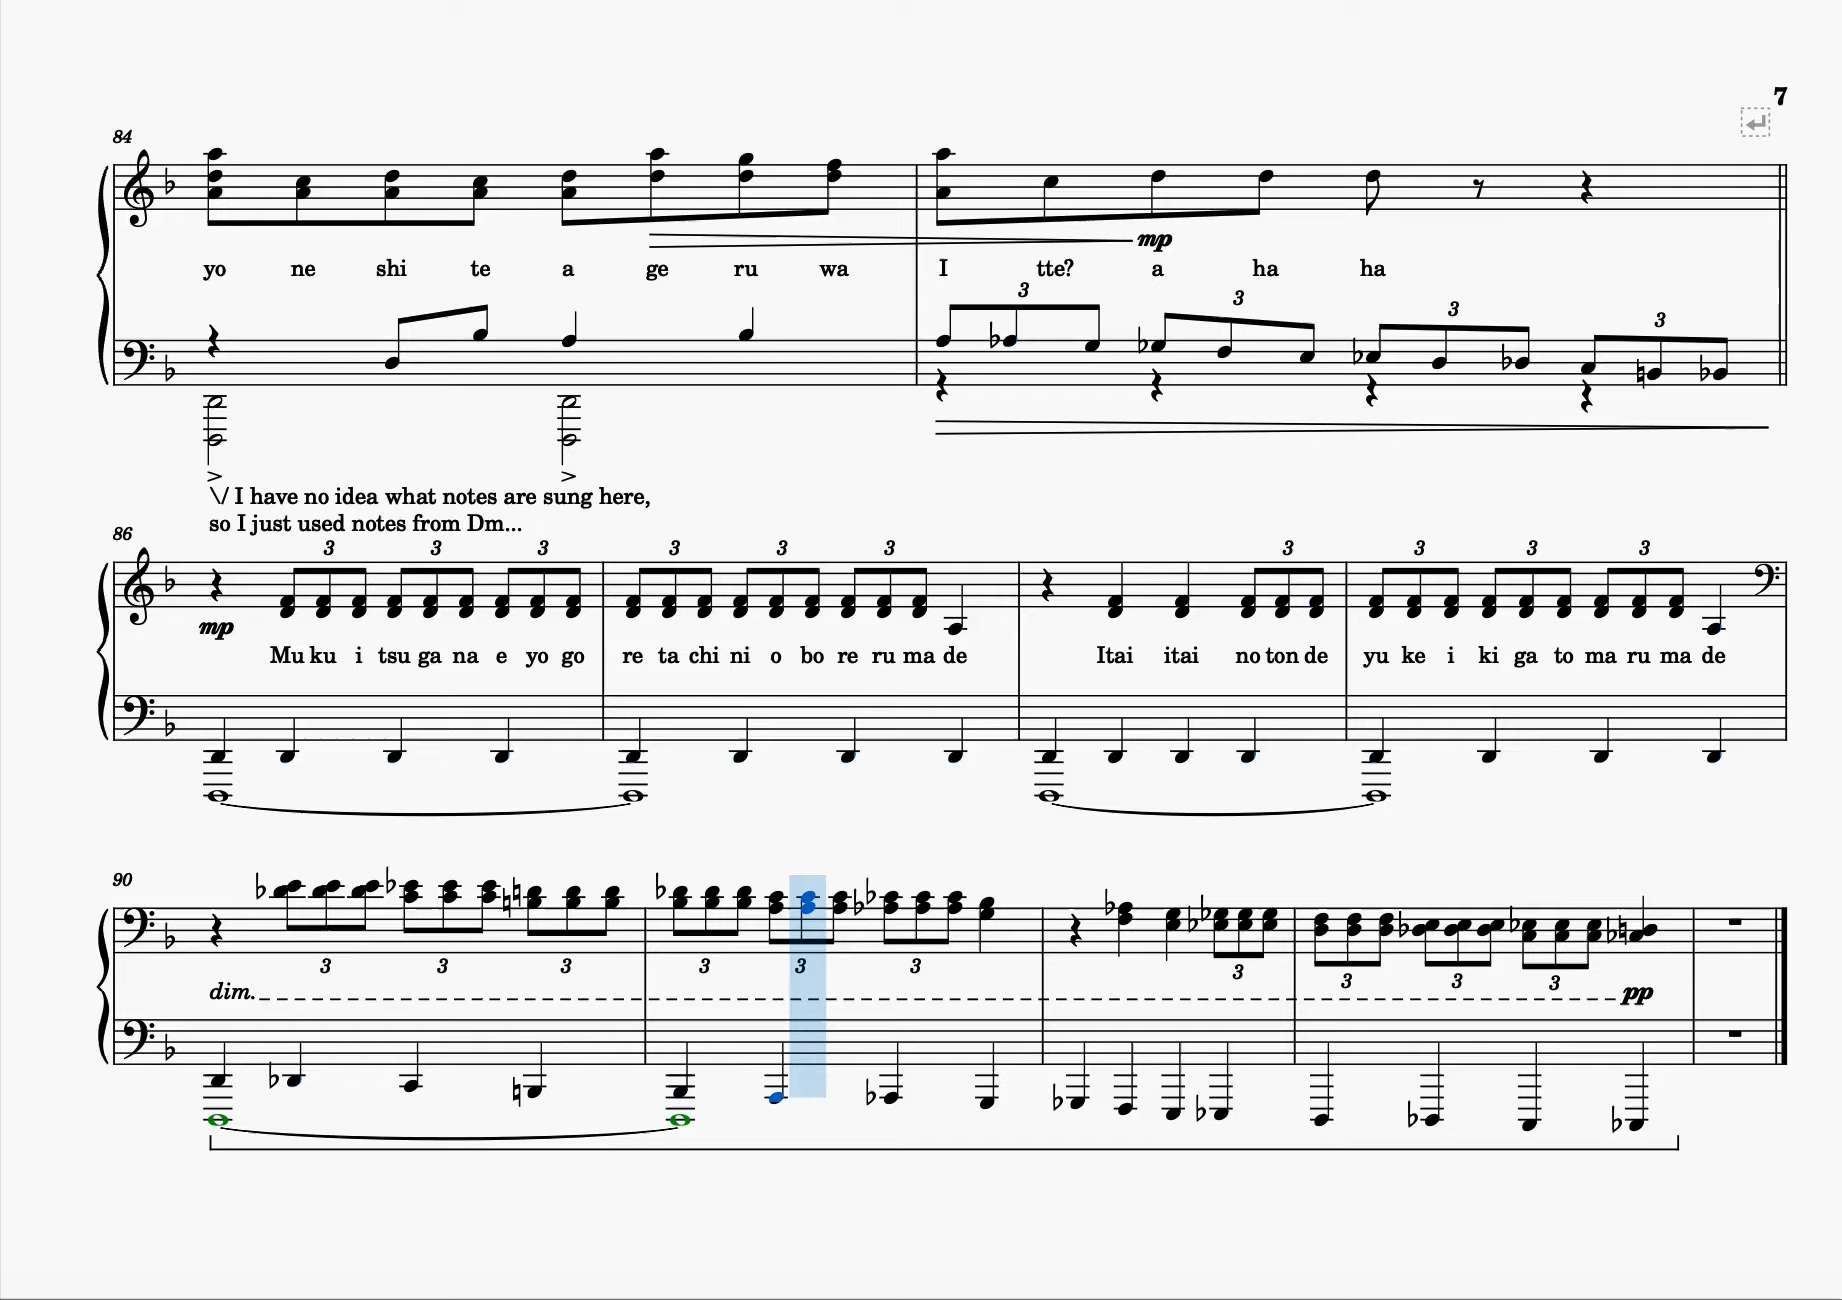 7
84
mp
yo ne shi te a ge ru wa I tte? a ha ha
3 3 3 3
\/ I have no idea what notes are sung here,
so I just used notes from Dm...
86
3 3 3 3 3 3 3 3 3 3
mp
Mu ku i tsu ga na e yo go re ta chi ni o bo re ru ma de Itai itai no ton de yu ke i ki ga to ma ru ma de
90
3 3 3 3 3 3 3 3 3 3
dim. pp